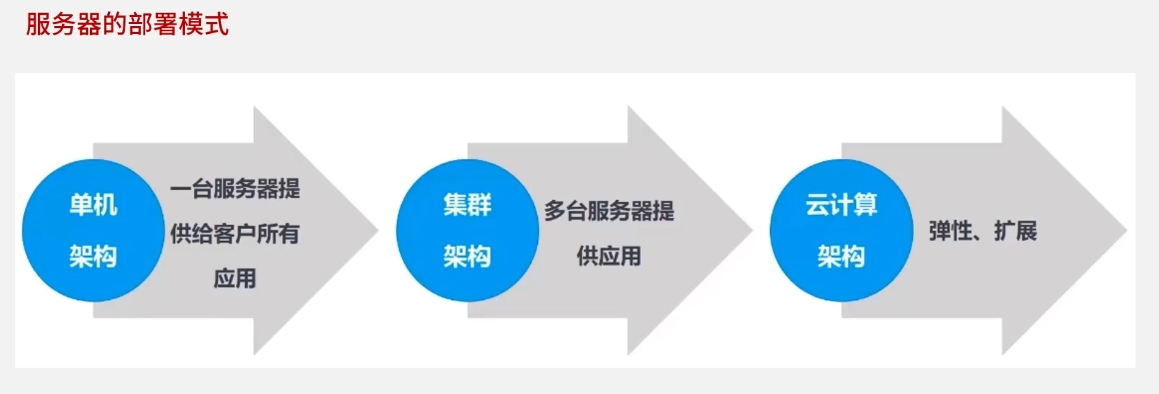 服务器的部署模式
单机
架构
一台服务器提
供给客户所有
应用
集群
架构
多台服务器提
供应用
云计算
架构
弹性、扩展